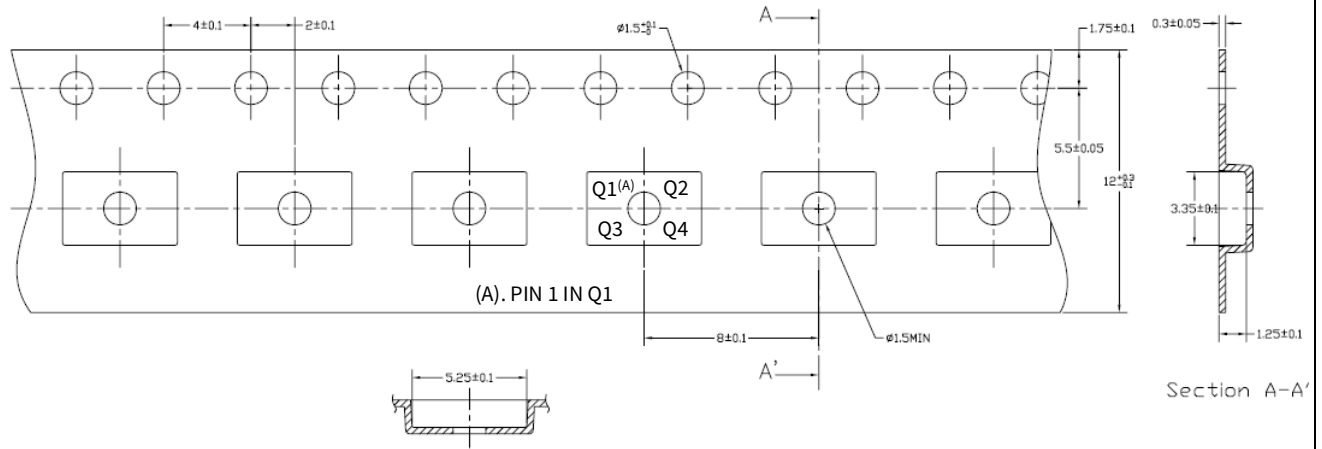 4±0.1
2±0.1
Ø1.5+0.1-0
A
1.75±0.1
0.3±0.05
5.5±0.05
12+0.3-0.1
Q1(A) Q2
Q3 Q4
3.35±0.1
(A). PIN 1 IN Q1
8±0.1
Ø1.5MIN
1.25±0.1
A'
5.25±0.1
Section A-A'